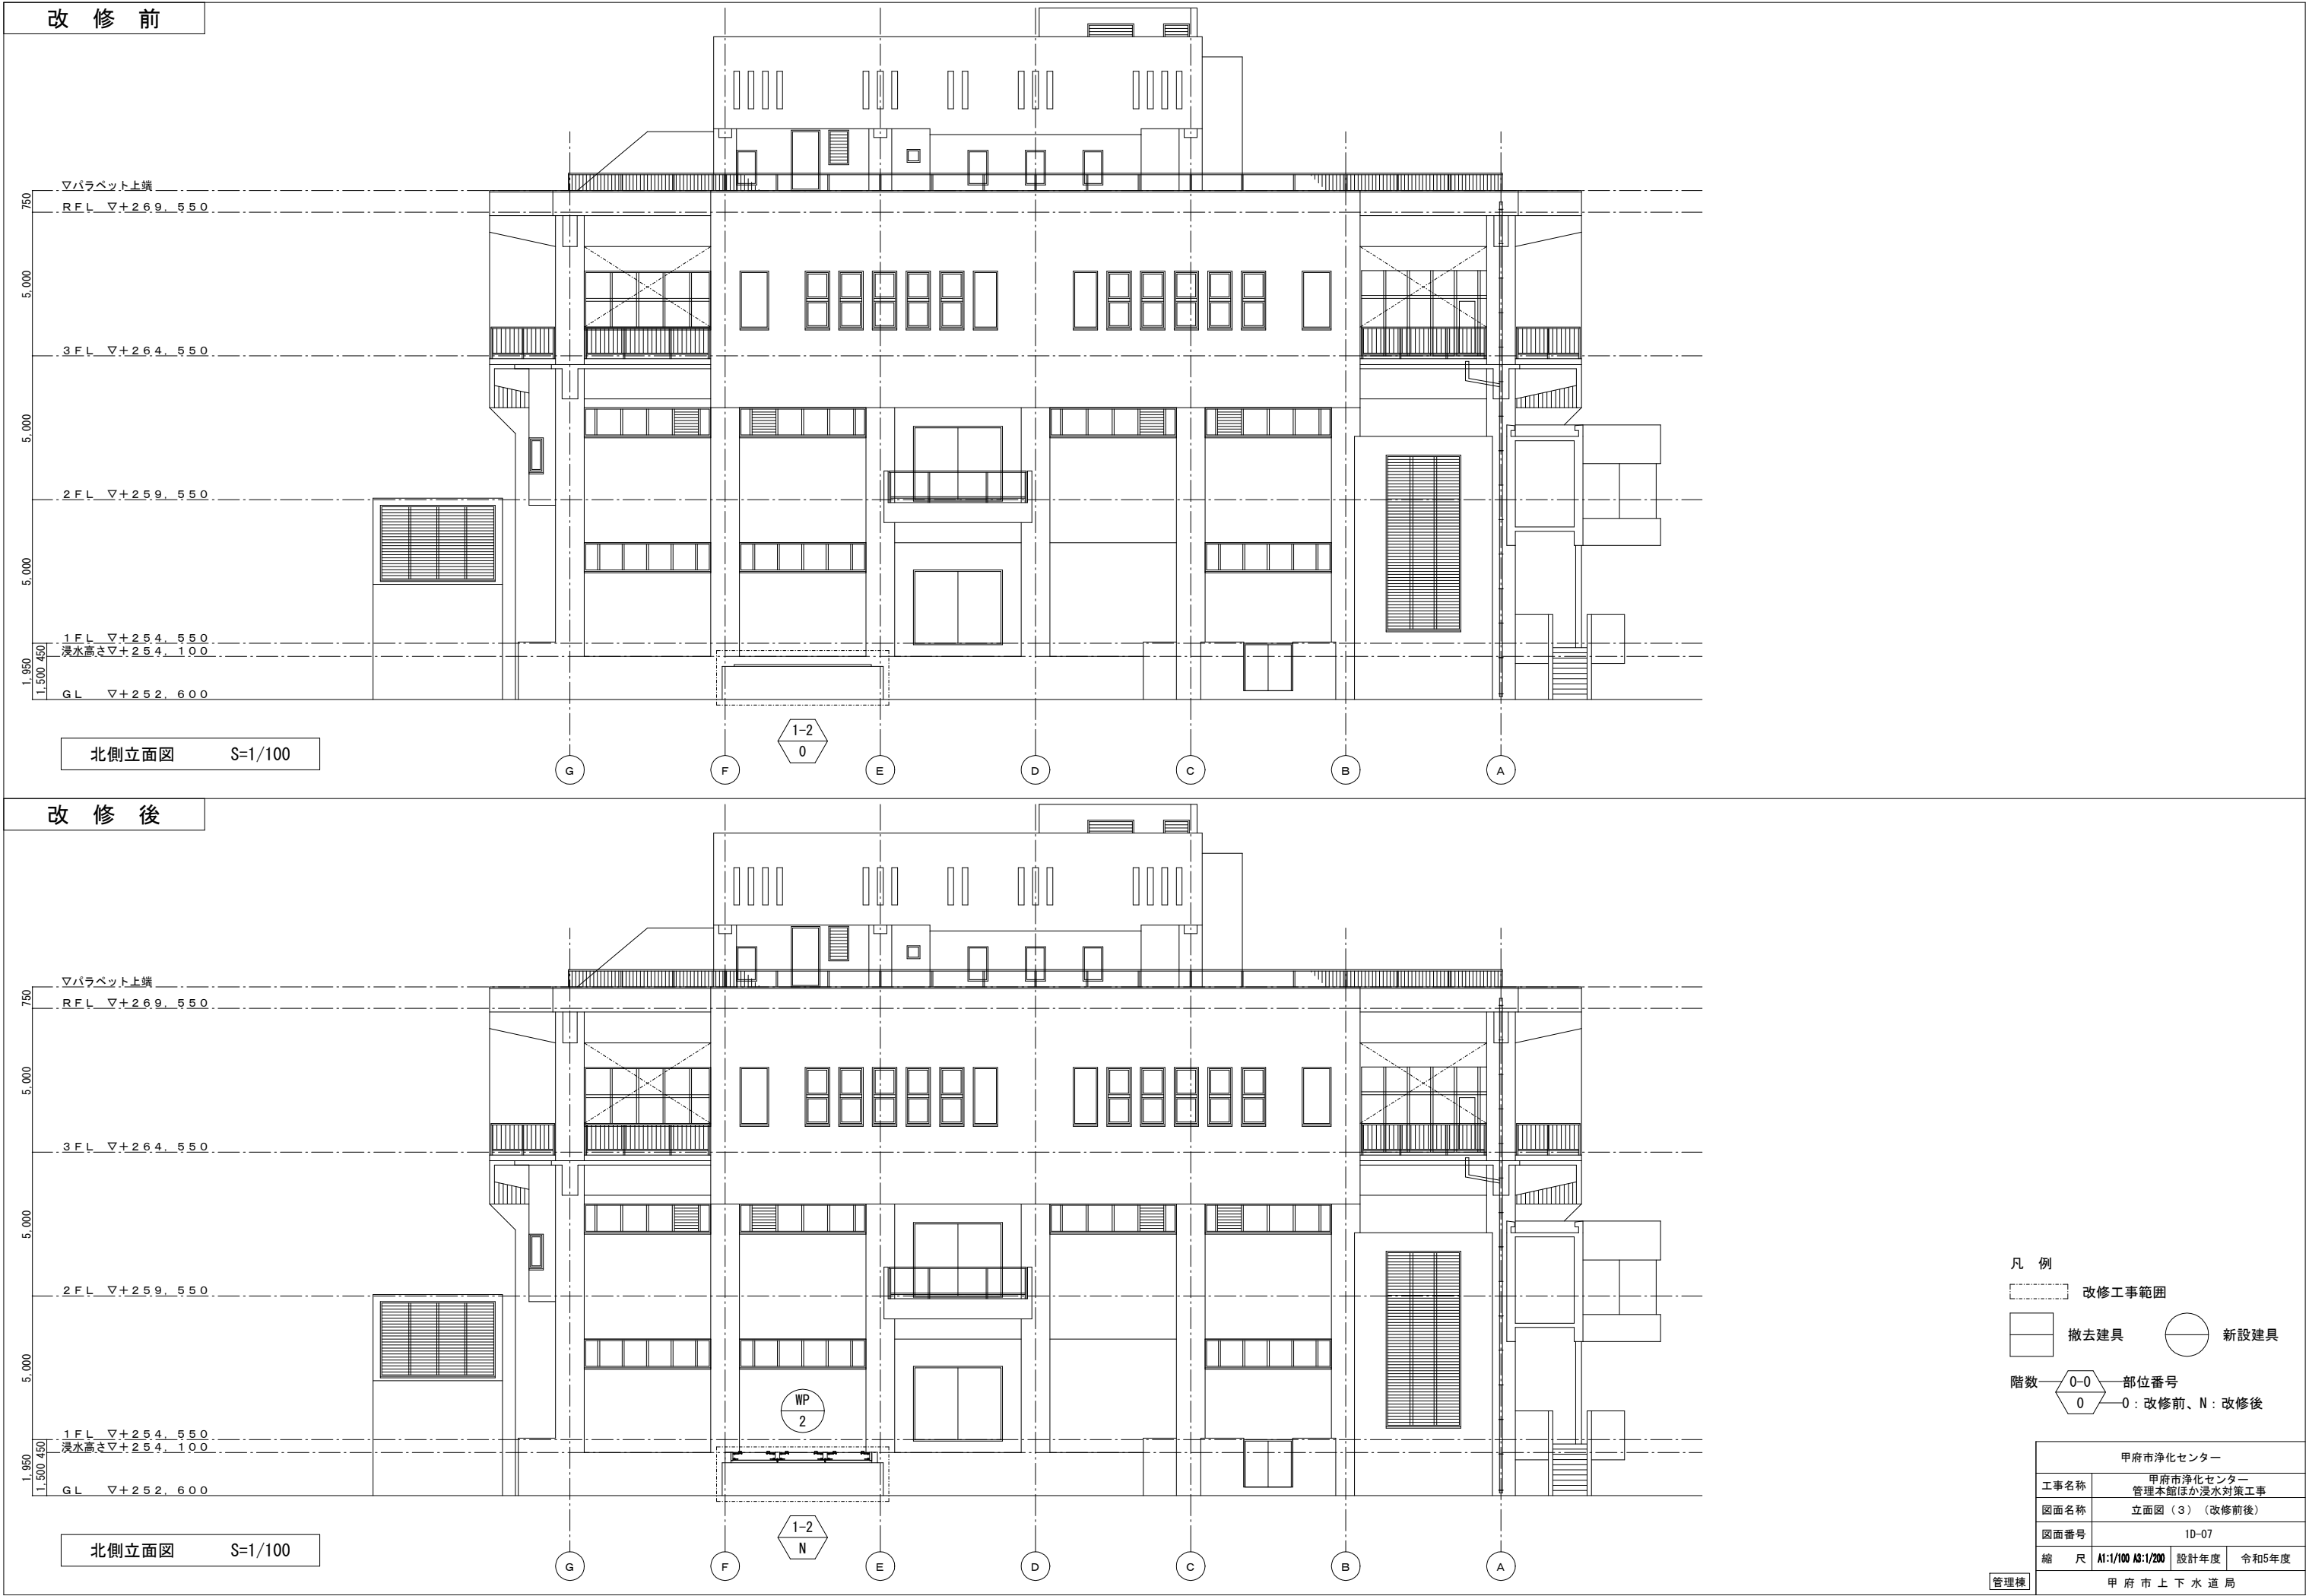 改 修 前
▽パラペット上端
RFL ▽+269,550
3FL ▽+264,550
2FL ▽+259,550
1FL ▽+254,550
浸水高さ▽+254,100
GL ▽+252,600
750
5,000
5,000
5,000
1,950
1,500 450
1-2
O
北側立面図 S=1/100
G F E D C B A
改 修 後
▽パラペット上端
RFL ▽+269,550
3FL ▽+264,550
2FL ▽+259,550
1FL ▽+254,550
浸水高さ▽+254,100
GL ▽+252,600
750
5,000
5,000
5,000
1,950
1,500 450
WP
2
1-2
N
北側立面図 S=1/100
G F E D C B A
凡 例
改修工事範囲
撤去建具 新設建具
階数 0-0 部位番号
0 O:改修前、N:改修後
甲府市浄化センター
工事名称 甲府市浄化センター
管理本館ほか浸水対策工事
図面名称 立面図(3)(改修前後)
図面番号 1D-07
縮 尺 A1:1/100 A3:1/200 設計年度 令和5年度
管理棟 甲府市上下水道局